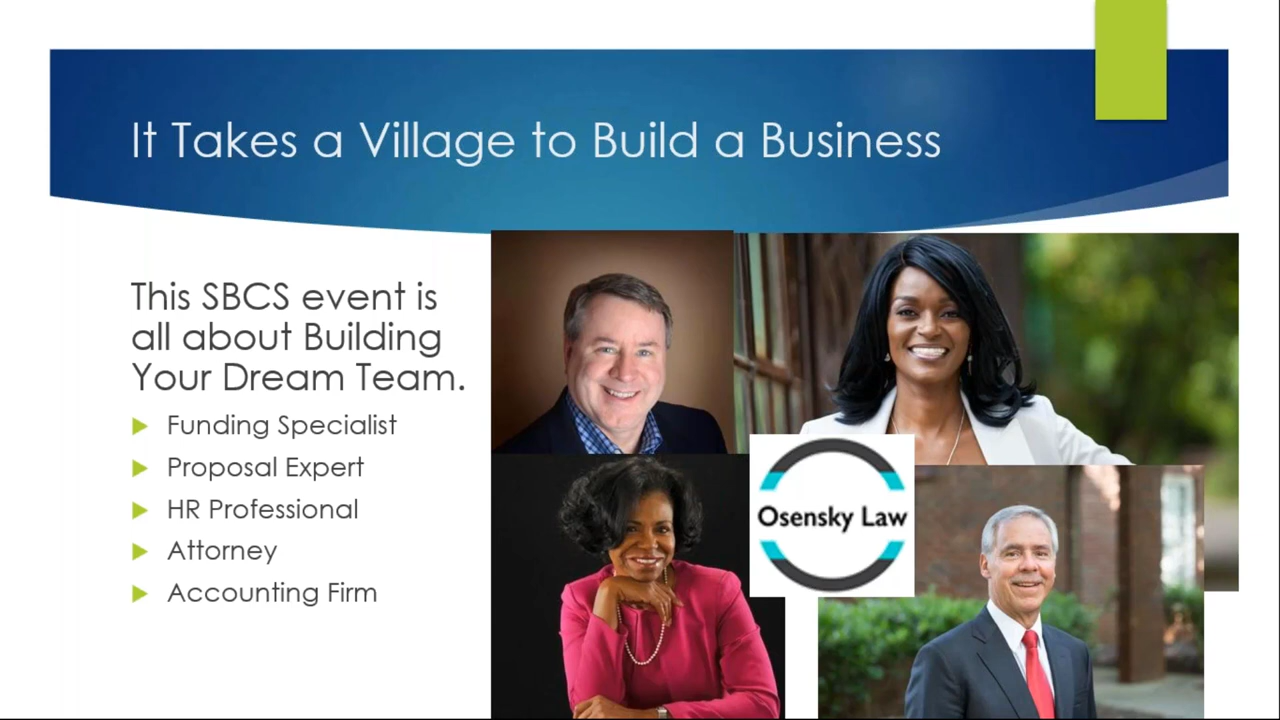 It Takes a Village to Build a Business
This SBCS event is
all about Building
Your Dream Team.
Funding Specialist
Proposal Expert
HR Professional
Attorney
Accounting Firm
Osensky Law